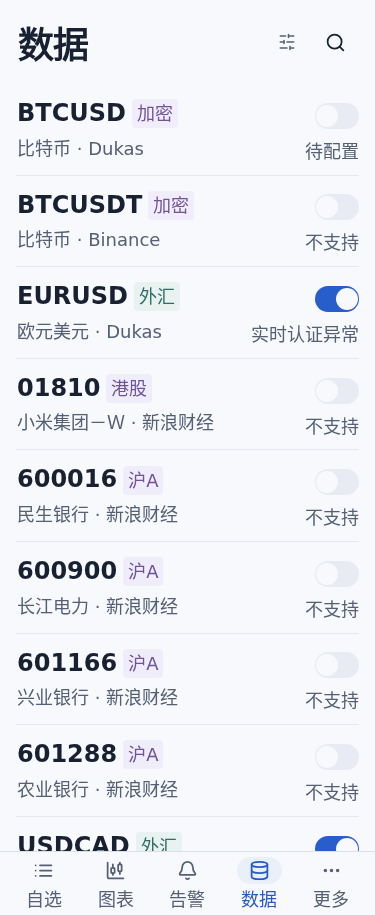 数据
BTCUSD 加密
比特币 · Dukas
待配置
BTCUSDT 加密
比特币 · Binance
不支持
EURUSD 外汇
欧元美元 · Dukas
实时认证异常
01810 港股
小米集团－W · 新浪财经
不支持
600016 沪A
民生银行 · 新浪财经
不支持
600900 沪A
长江电力 · 新浪财经
不支持
601166 沪A
兴业银行 · 新浪财经
不支持
601288 沪A
农业银行 · 新浪财经
不支持
USDCAD 外汇
自选 图表 告警 数据 更多